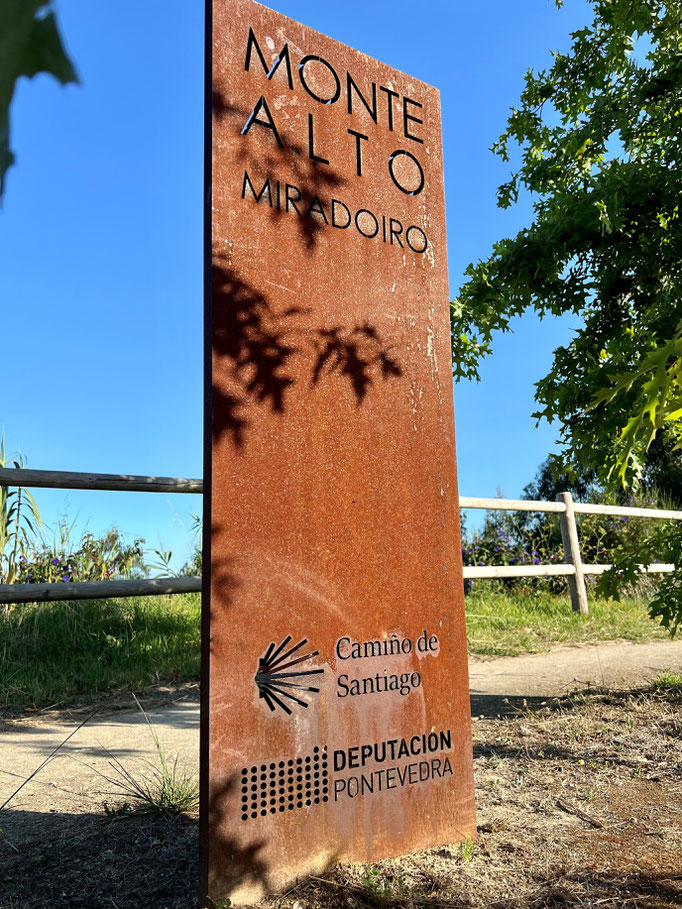 MONTE
ALTO
MIRADOIRO
Camiño de
Santiago
DEPUTACIÓN
PONTEVEDRA